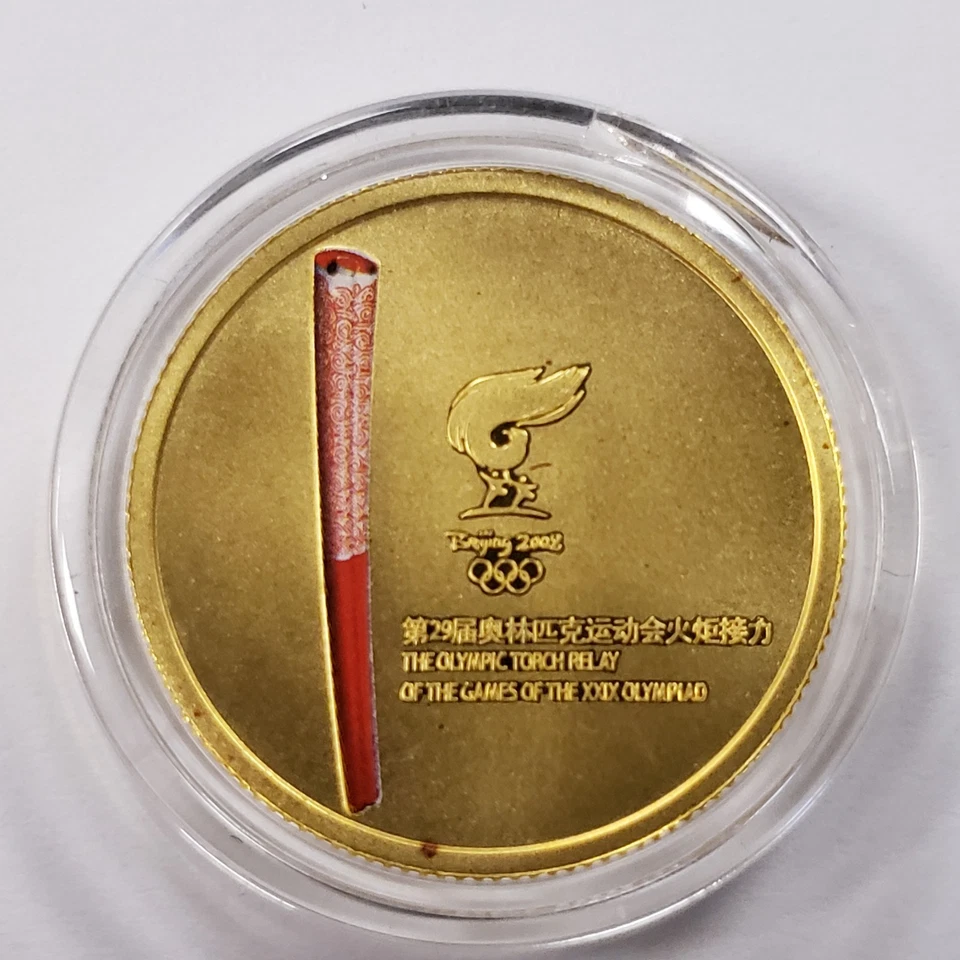 Beijing 2008
第29届奥林匹克运动会火炬接力
THE OLYMPIC TORCH RELAY
OF THE GAMES OF THE XXIX OLYMPIAD